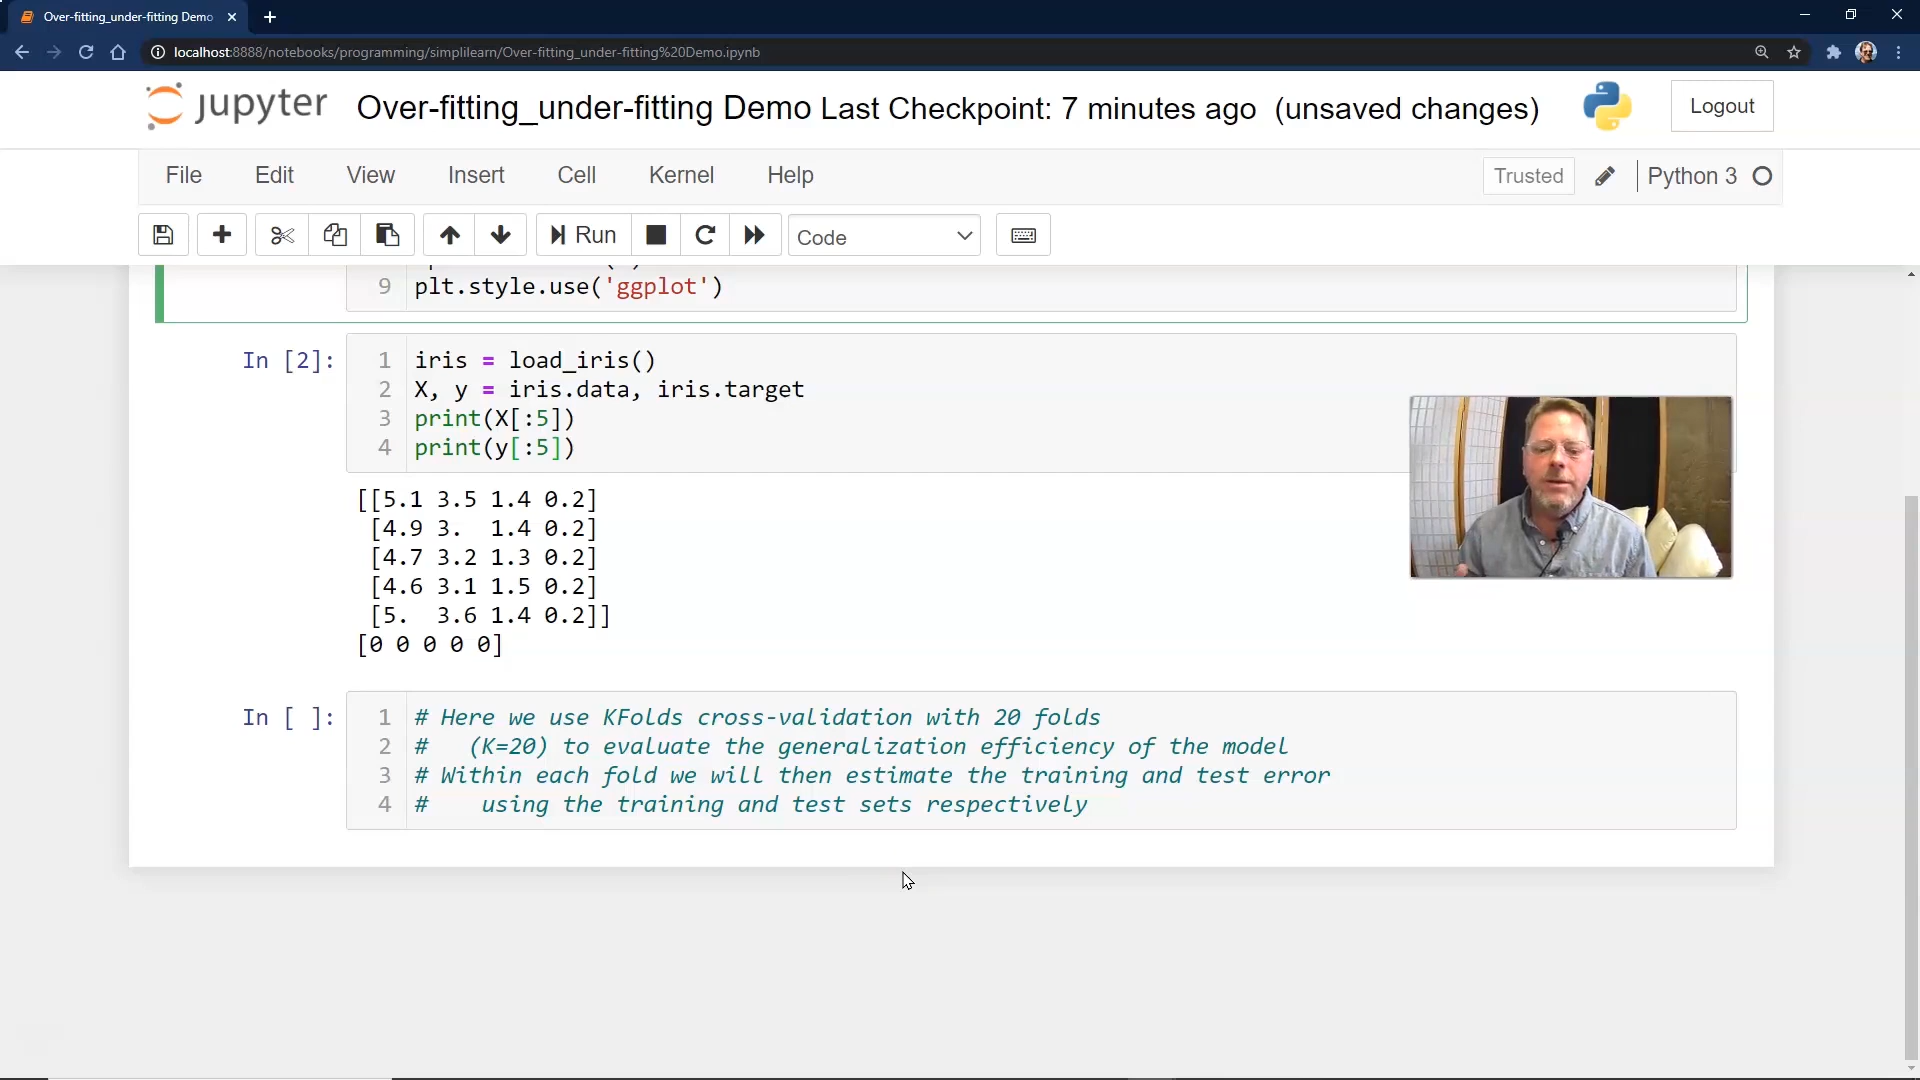 Over-fitting_under-fitting Demo
localhost:8888/notebooks/programming/simplilearn/Over-fitting_under-fitting%20Demo.ipynb
jupyter Over-fitting_under-fitting Demo Last Checkpoint: 7 minutes ago (unsaved changes) Logout
File Edit View Insert Cell Kernel Help Trusted Python 3
Run Code
9 plt.style.use('ggplot')
In [2]: 1 iris = load_iris()
2 X, y = iris.data, iris.target
3 print(X[:5])
4 print(y[:5])
[[5.1 3.5 1.4 0.2]
[4.9 3. 1.4 0.2]
[4.7 3.2 1.3 0.2]
[4.6 3.1 1.5 0.2]
[5. 3.6 1.4 0.2]]
[0 0 0 0 0]
In [ ]: 1 # Here we use KFolds cross-validation with 20 folds
2 # (K=20) to evaluate the generalization efficiency of the model
3 # Within each fold we will then estimate the training and test error
4 # using the training and test sets respectively